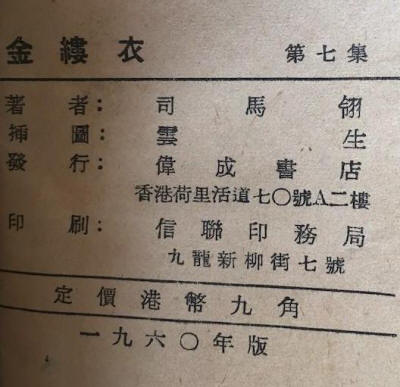 金縷衣 第七集
著者：司馬翎
插圖：雲生
發行：偉成書店
香港荷里活道七〇號A二樓
印刷：信聯印務局
九龍新柳街七號
定價港幣九角
一九六〇年版